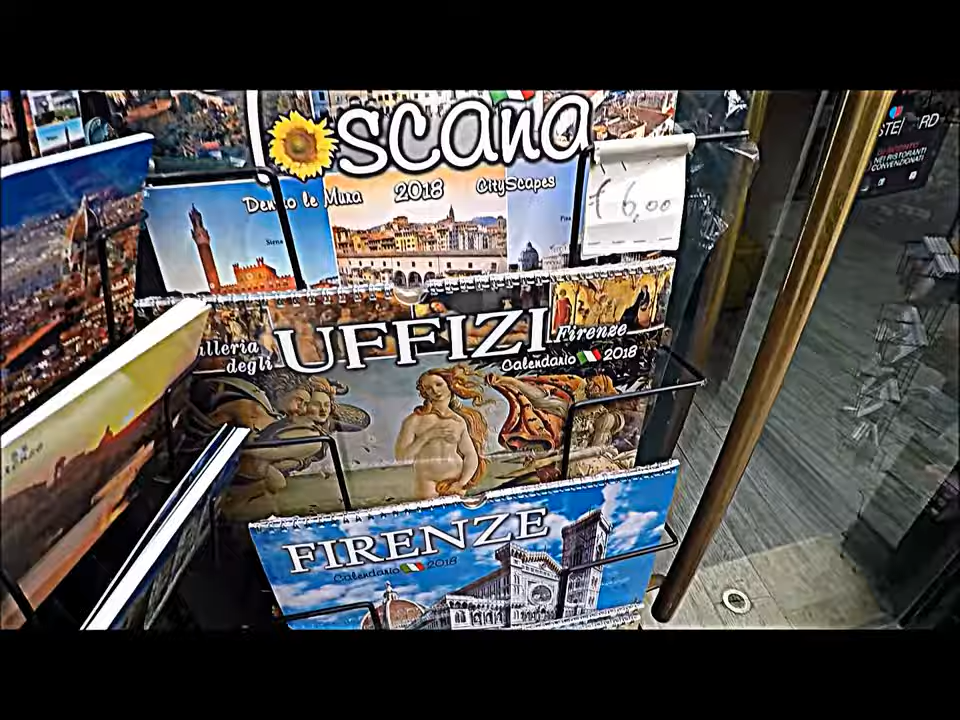 Toscana
Dentro le Mura 2018 CityScapes
€ 6,00
Siena
Galleria
degli
UFFIZI Firenze
Calendario 2018
FIRENZE
Calendario 2018
NEI RISTORANTI
CONVENZIONATI